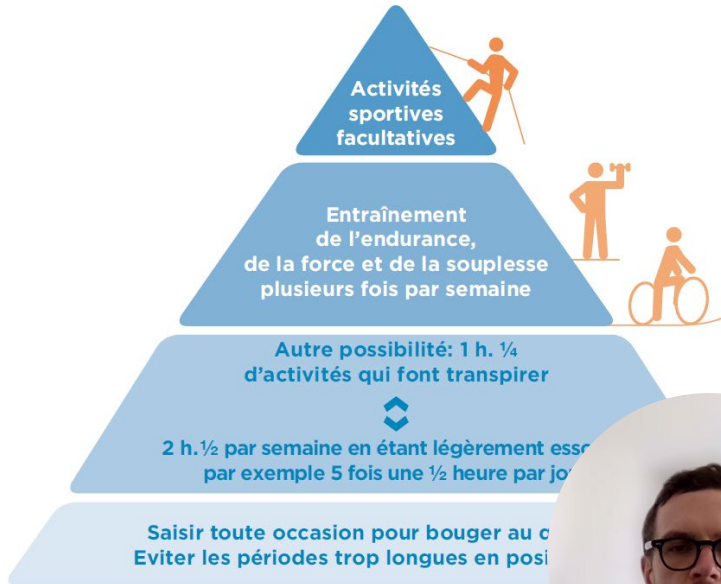 Activités
sportives
facultatives
Entraînement
de l'endurance,
de la force et de la souplesse
plusieurs fois par semaine
Autre possibilité: 1 h. ¼
d'activités qui font transpirer
2 h. ½ par semaine en étant légèrement
par exemple 5 fois une ½ heure par
Saisir toute occasion pour bouger au
Eviter les périodes trop longues en